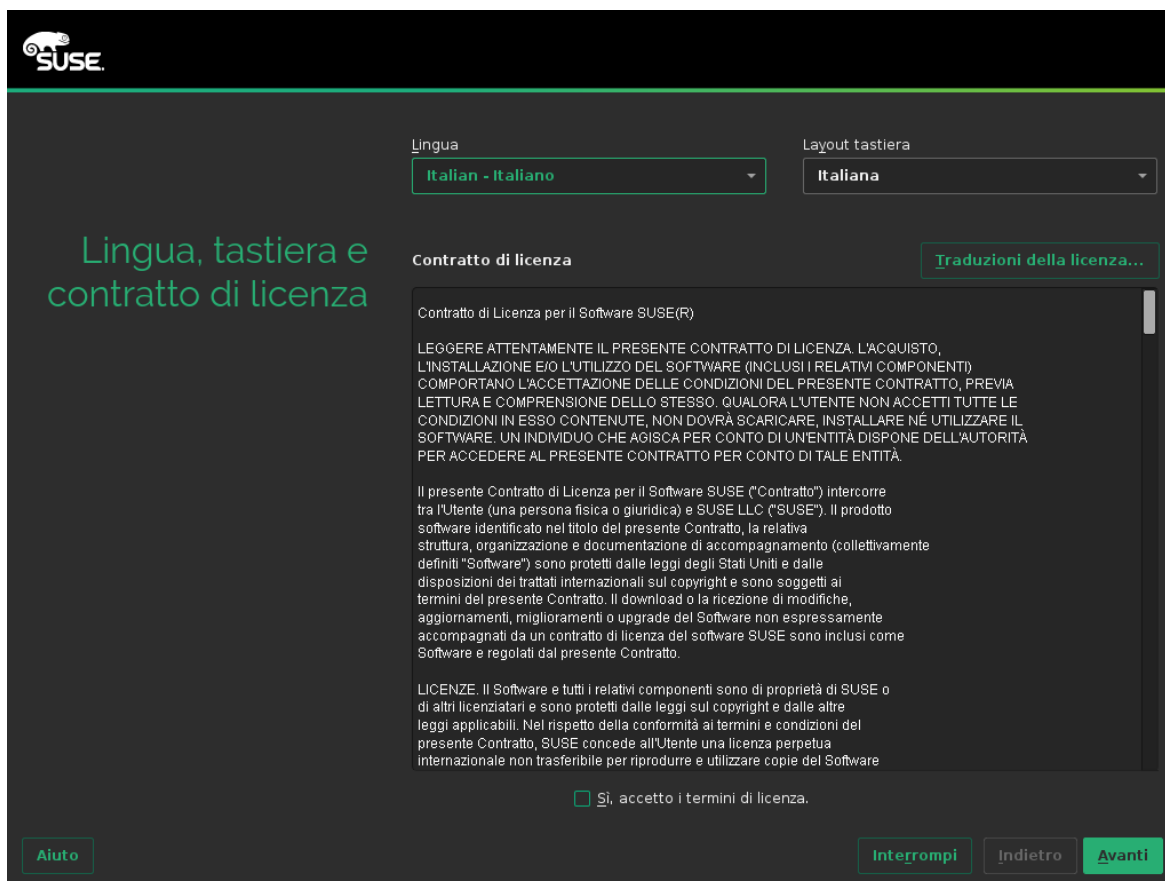 SUSE.
Lingua
Layout tastiera
Italian - Italiano
Italiana
Lingua, tastiera e
contratto di licenza
Contratto di licenza
Traduzioni della licenza...
Contratto di Licenza per il Software SUSE(R)
LEGGERE ATTENTAMENTE IL PRESENTE CONTRATTO DI LICENZA. L'ACQUISTO,
L'INSTALLAZIONE E/O L'UTILIZZO DEL SOFTWARE (INCLUSI I RELATIVI COMPONENTI)
COMPORTANO L'ACCETTAZIONE DELLE CONDIZIONI DEL PRESENTE CONTRATTO, PREVIA
LETTURA E COMPRENSIONE DELLO STESSO. QUALORA L'UTENTE NON ACCETTI TUTTE LE
CONDIZIONI IN ESSO CONTENUTE, NON DOVRÀ SCARICARE, INSTALLARE NÉ UTILIZZARE IL
SOFTWARE. UN INDIVIDUO CHE AGISCA PER CONTO DI UN'ENTITÀ DISPONE DELL'AUTORITÀ
PER ACCEDERE AL PRESENTE CONTRATTO PER CONTO DI TALE ENTITÀ.
Il presente Contratto di Licenza per il Software SUSE ("Contratto") intercorre
tra l'Utente (una persona fisica o giuridica) e SUSE LLC ("SUSE"). Il prodotto
software identificato nel titolo del presente Contratto, la relativa
struttura, organizzazione e documentazione di accompagnamento (collettivamente
definiti "Software") sono protetti dalle leggi degli Stati Uniti e dalle
disposizioni dei trattati internazionali sul copyright e sono soggetti ai
termini del presente Contratto. Il download o la ricezione di modifiche,
aggiornamenti, miglioramenti o upgrade del Software non espressamente
accompagnati da un contratto di licenza del software SUSE sono inclusi come
Software e regolati dal presente Contratto.
LICENZE. Il Software e tutti i relativi componenti sono di proprietà di SUSE o
di altri licenziatari e sono protetti dalle leggi sul copyright e dalle altre
leggi applicabili. Nel rispetto della conformità ai termini e condizioni del
presente Contratto, SUSE concede all'Utente una licenza perpetua
internazionale non trasferibile per riprodurre e utilizzare copie del Software
Sì, accetto i termini di licenza.
Aiuto
Interrompi
Indietro
Avanti